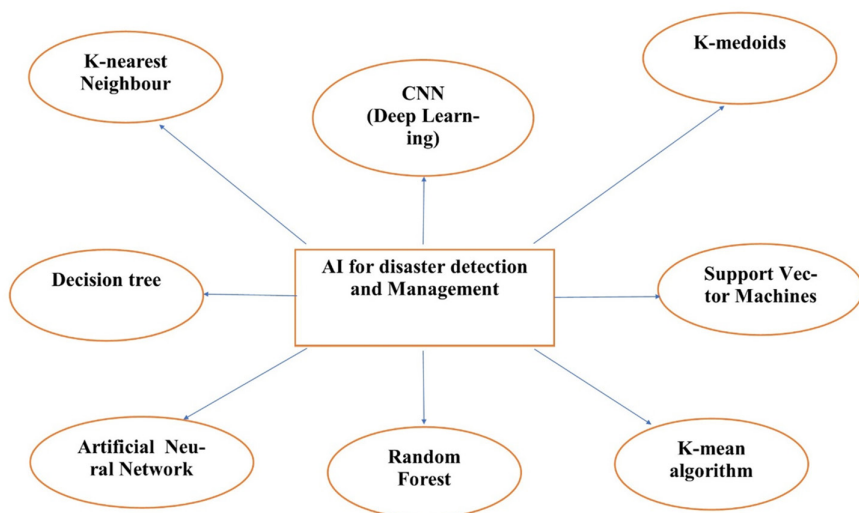 K-nearest
Neighbour
CNN
(Deep Learn-
ing)
K-medoids
Decision tree
AI for disaster detection
and Management
Support Vec-
tor Machines
Artificial Neu-
ral Network
Random
Forest
K-mean
algorithm